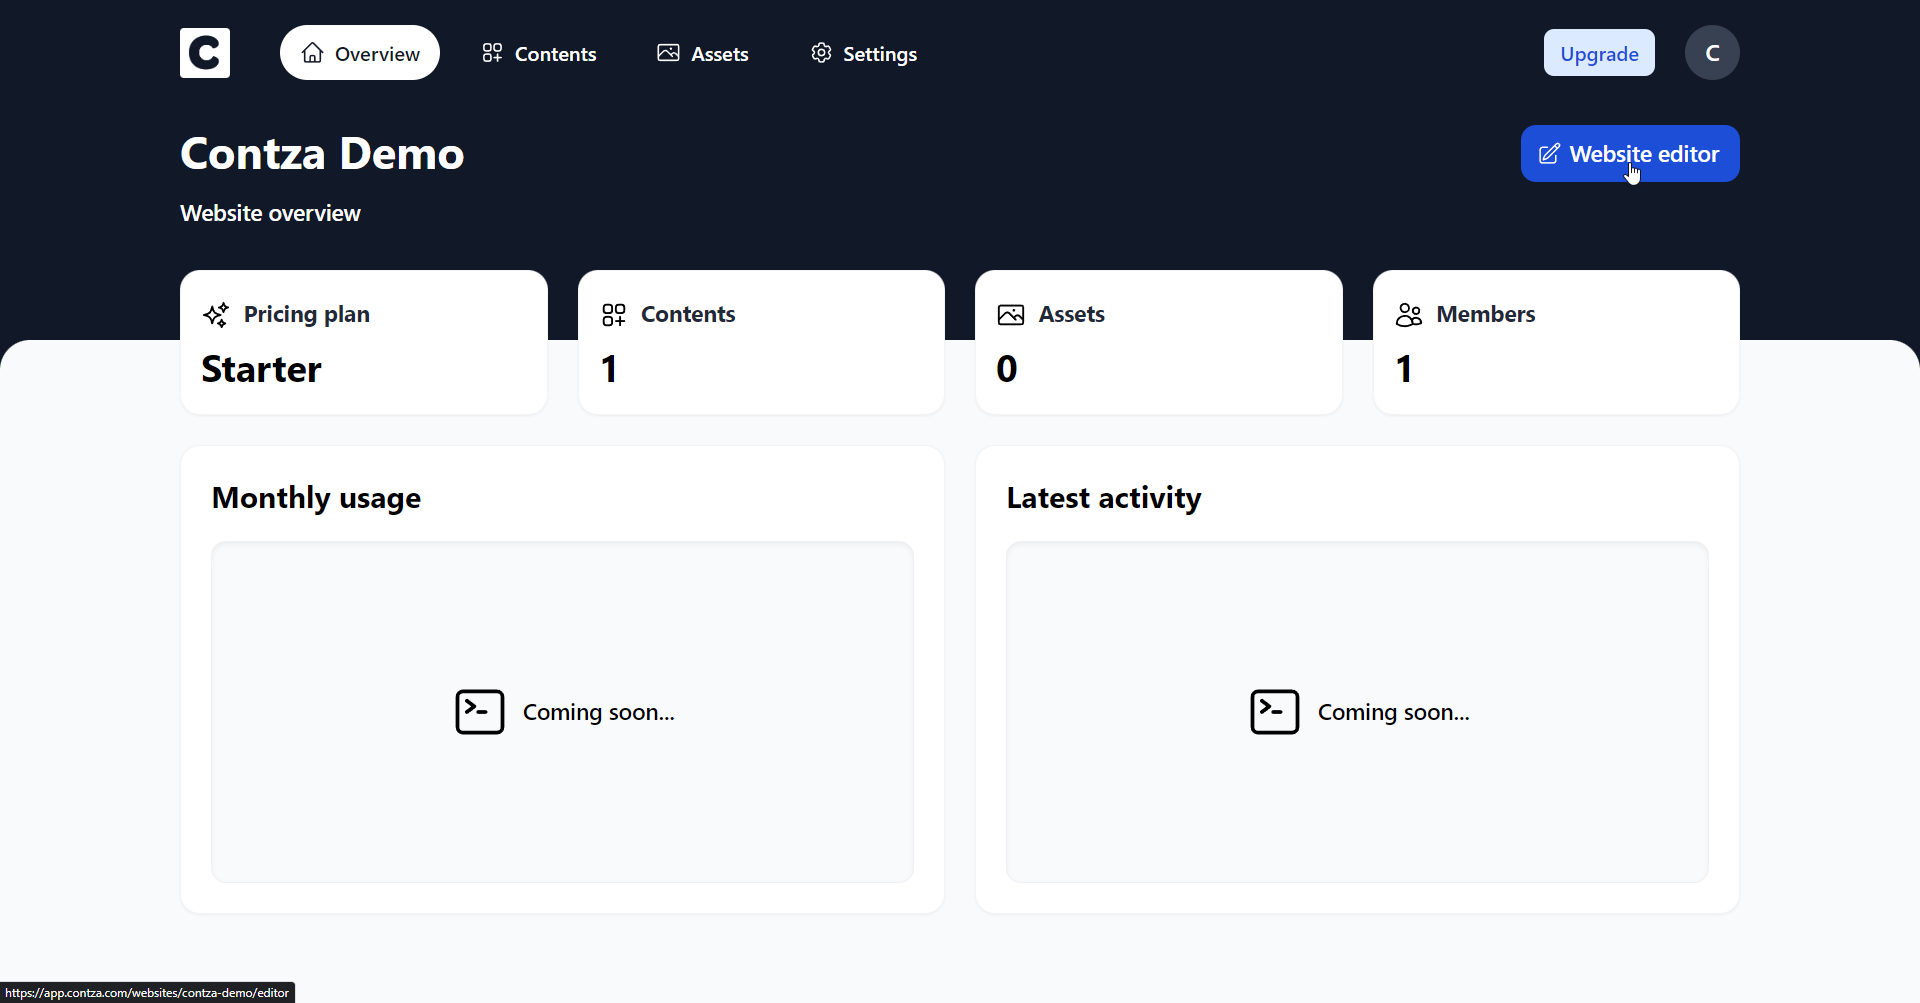 C
Overview
Contents
Assets
Settings
Upgrade
C
Contza Demo
Website editor
Website overview
Pricing plan
Starter
Contents
1
Assets
0
Members
1
Monthly usage
Coming soon...
Latest activity
Coming soon...
https://app.contza.com/websites/contza-demo/editor